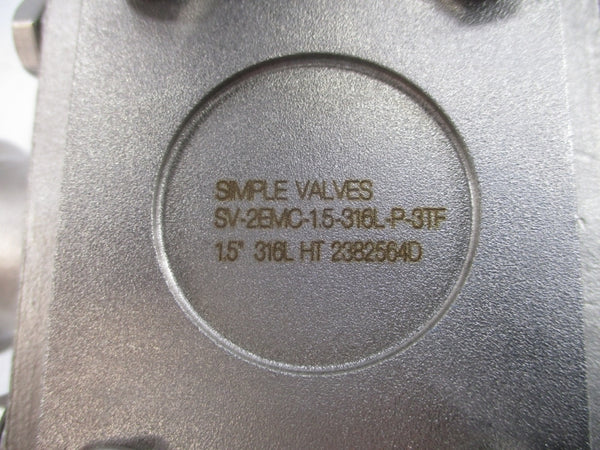 SIMPLE VALVES
SV-2EMC-1.5-316L-P-3TF
1.5" 316L HT 2382564D